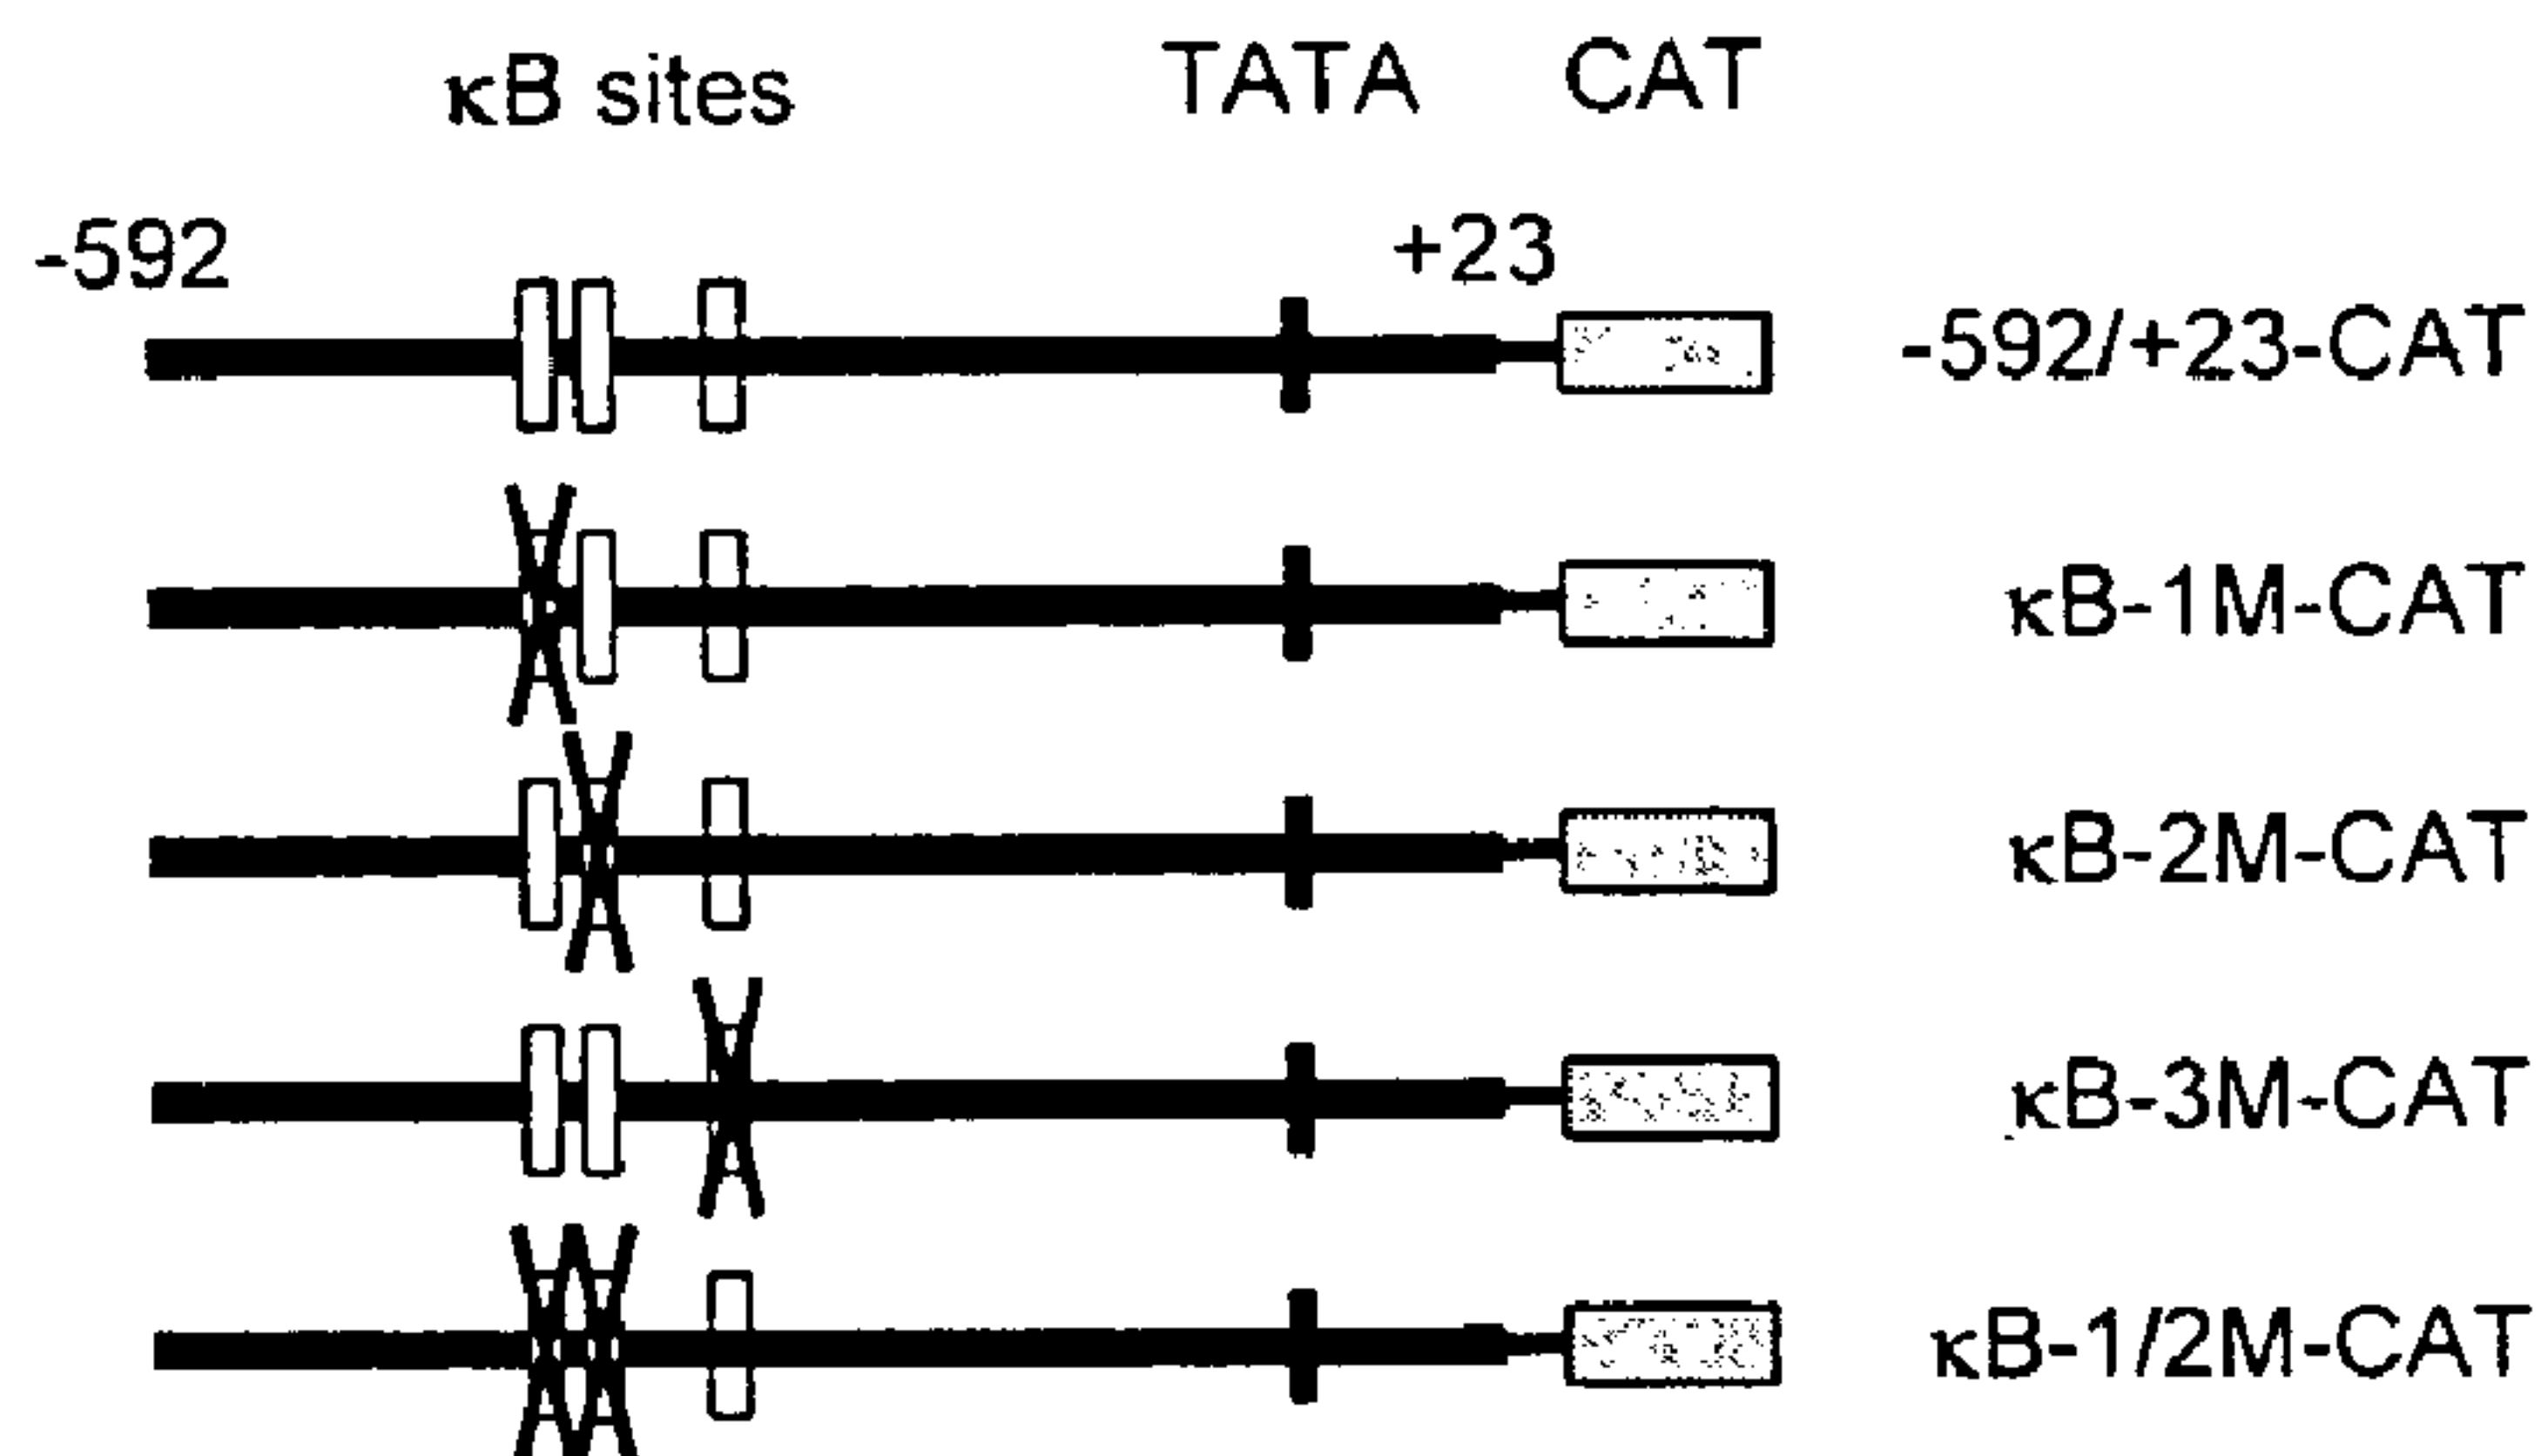 κB sites TATA CAT
-592 +23
-592/+23-CAT
κB-1M-CAT
κB-2M-CAT
κB-3M-CAT
κB-1/2M-CAT